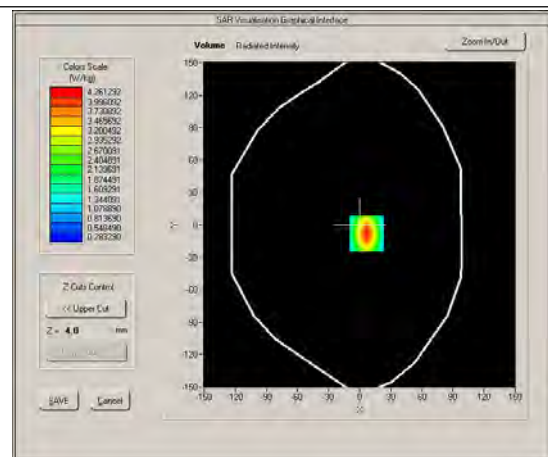 SAR Visualisation Graphical Interface
Volume Radiated Intensity
Zoom In/Out
Colors Scale
(W/kg)
4.261292
3.996092
3.730892
3.465692
3.200492
2.935292
2.670091
2.404891
2.139691
1.874491
1.609291
1.344091
1.078890
0.813690
0.548490
0.283290
Z Cuts Control
<< Upper Cut
Z = 4.0 mm
SAVE
Cancel
150
120
90
60
30
0
-30
-60
-90
-120
-150
Y
-150 -120 -90 -60 -30 0 30 60 90 120 150
X